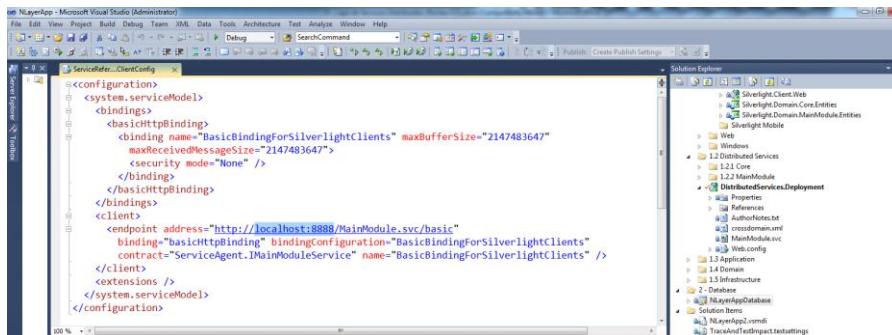 NLayerApp - Microsoft Visual Studio (Administrator)
File Edit View Project Build Debug Team XML Data Tools Architecture Test Analyze Window Help
Debug SearchCommand
Publish: Create Publish Settings
ServiceRefer....ClientConfig
Solution Explorer
Server Explorer
Toolbox
<configuration>
<system.serviceModel>
<bindings>
<basicHttpBinding>
<binding name="BasicBindingForSilverlightClients" maxBufferSize="2147483647"
maxReceivedMessageSize="2147483647">
<security mode="None" />
</binding>
</basicHttpBinding>
</bindings>
<client>
<endpoint address="http://localhost:8888/MainModule.svc/basic"
binding="basicHttpBinding" bindingConfiguration="BasicBindingForSilverlightClients"
contract="ServiceAgent.IMainModuleService" name="BasicBindingForSilverlightClients" />
</client>
<extensions />
</system.serviceModel>
</configuration>
100 %
Silverlight.Client.Web
Silverlight.Domain.Core.Entities
Silverlight.Domain.MainModule.Entities
Silverlight Mobile
Web
Windows
1.2 Distributed Services
1.2.1 Core
1.2.2 MainModule
DistributedServices.Deployment
Properties
References
AuthorNotes.txt
crossdomain.xml
MainModule.svc
Web.config
1.3 Application
1.4 Domain
1.5 Infrastructure
2 - Database
NLayerAppDatabase
Solution Items
NLayerApp2.vsmdi
TraceAndTestImpact.testsettings